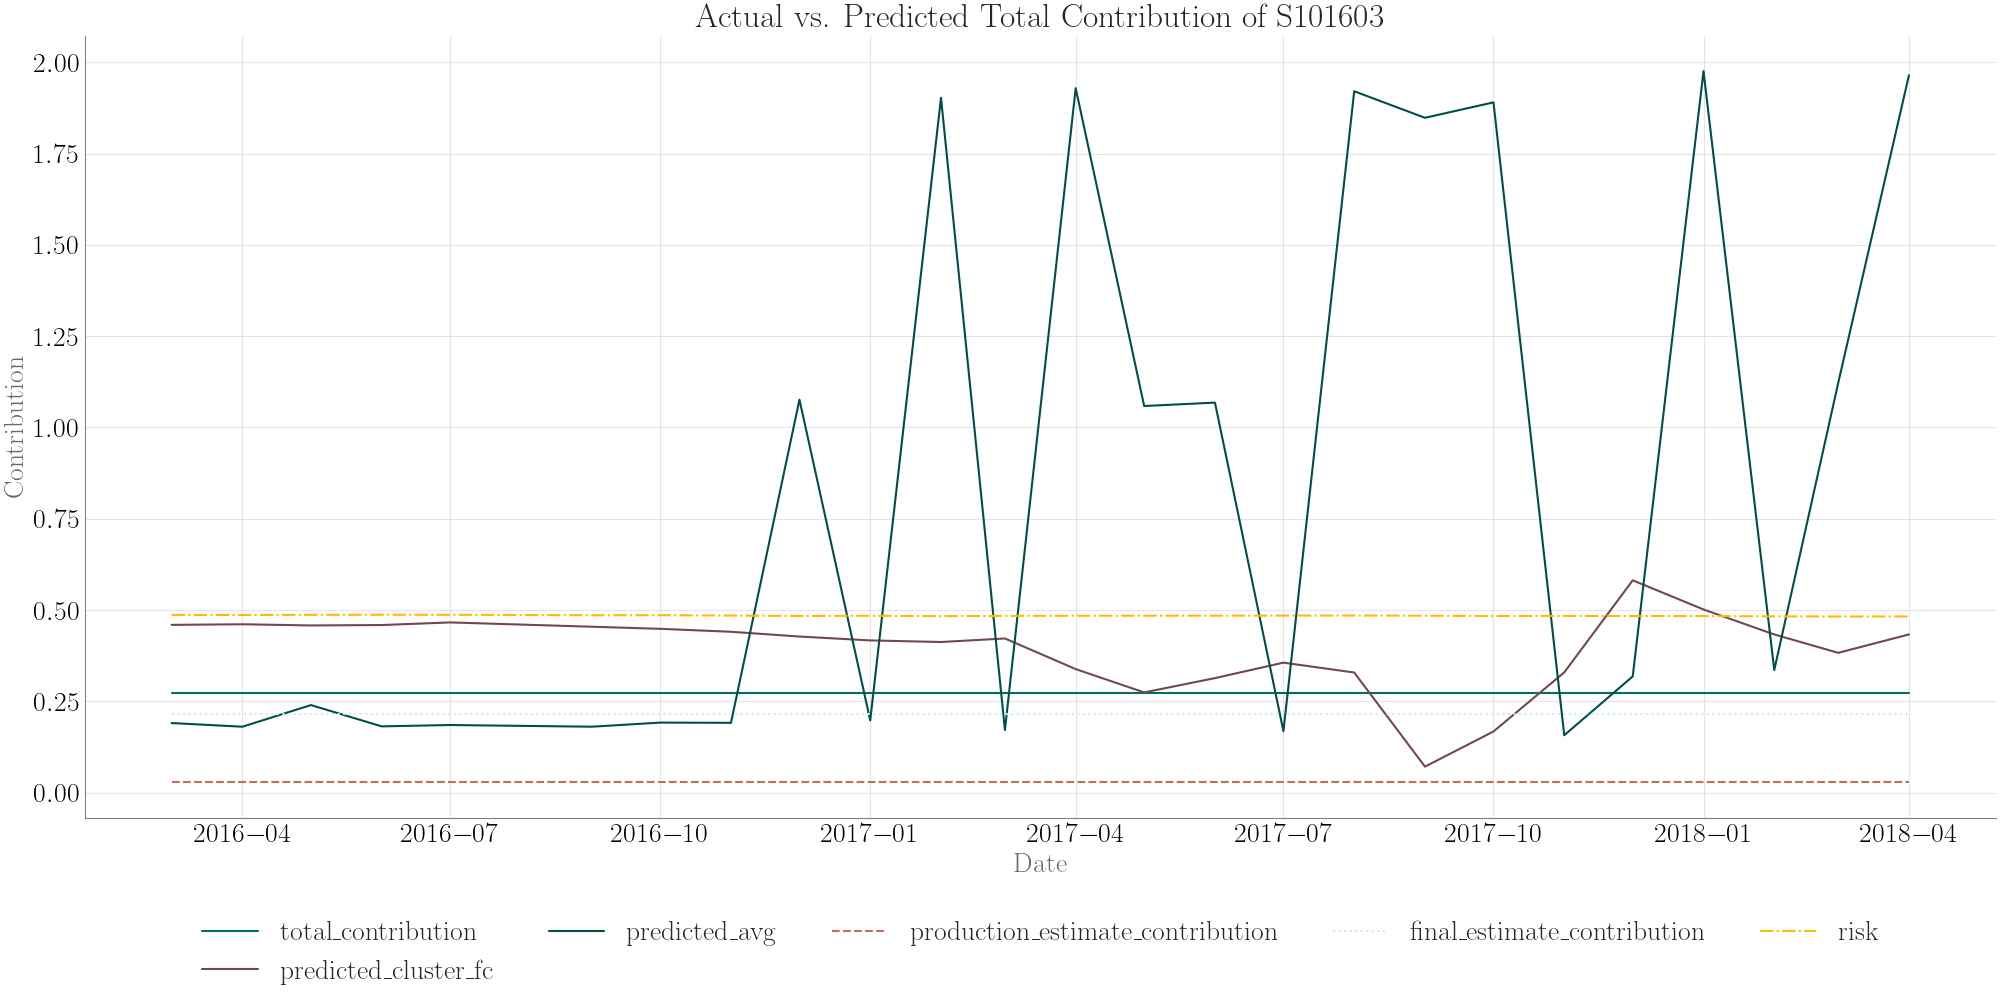 Actual vs. Predicted Total Contribution of S101603
2.00
1.75
1.50
1.25
1.00
0.75
0.50
0.25
0.00
Contribution
2016–04 2016–07 2016–10 2017–01 2017–04 2017–07 2017–10 2018–01 2018–04
Date
total_contribution predicted_avg production_estimate_contribution final_estimate_contribution risk
predicted_cluster_fc